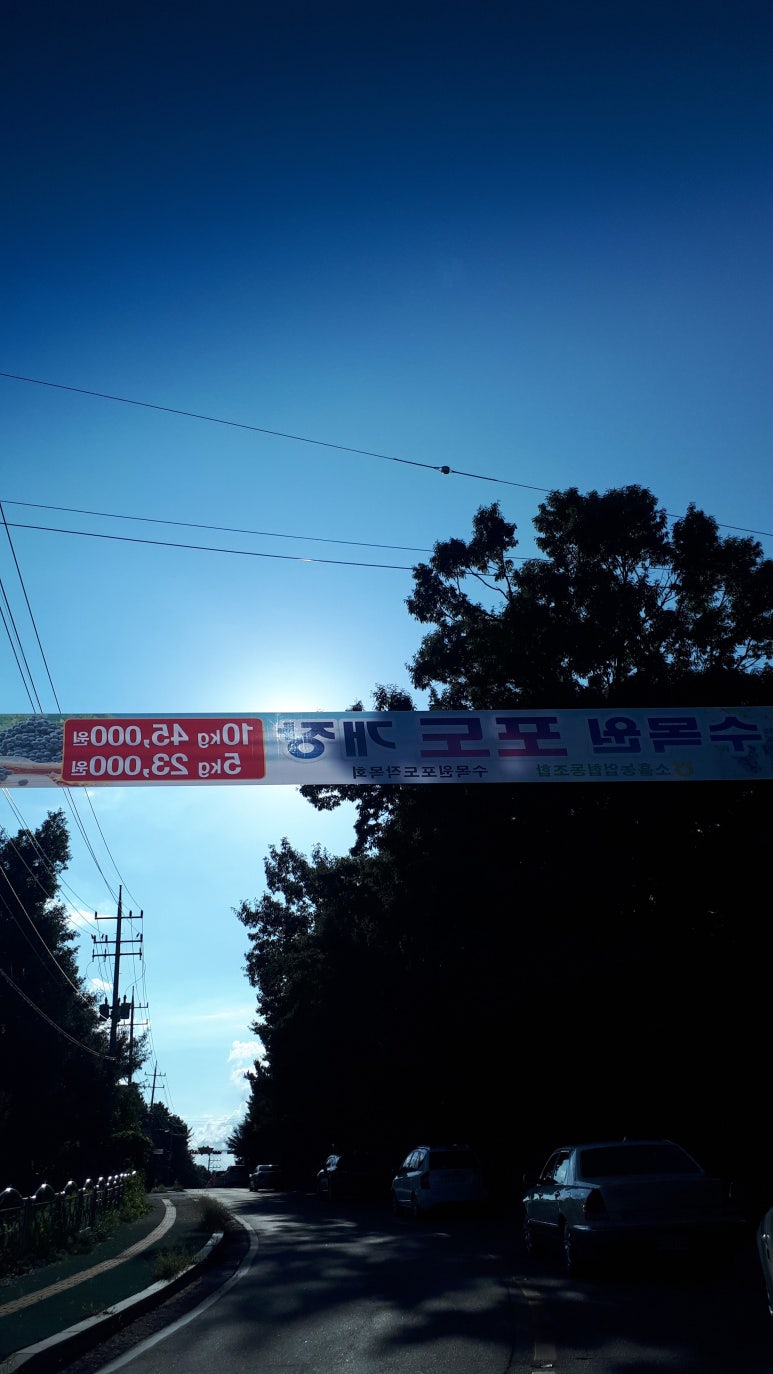 수목원 포도 개장
소흘농업협동조합 수목원포도작목회
10kg 45,000원
5kg 23,000원